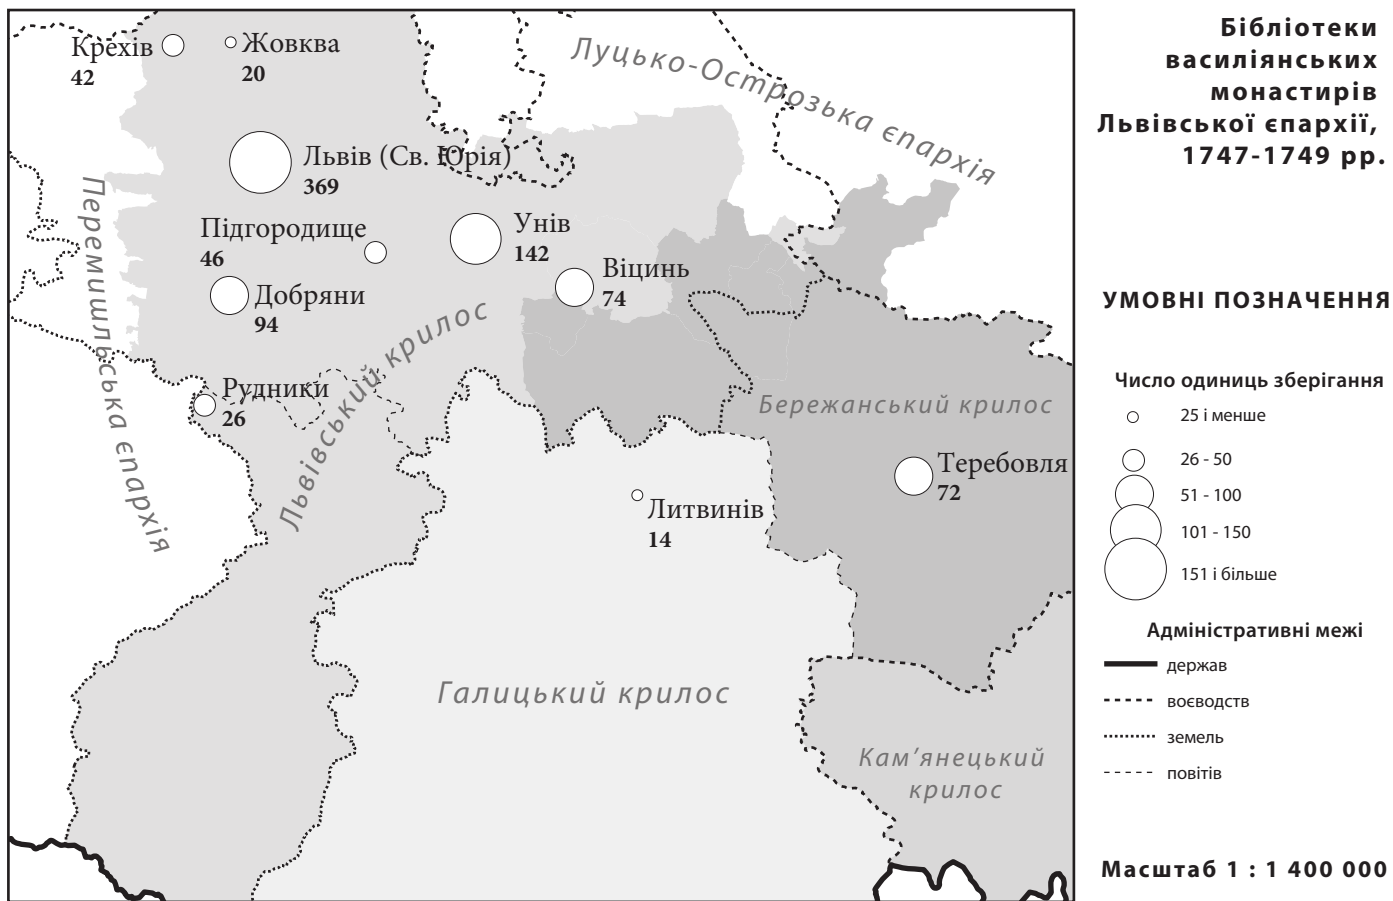 Крехів
42
Жовква
20
Луцько-Острозька єпархія
Львів (Св. Юрія)
369
Перемишльська єпархія
Підгородище
46
Унів
142
Віцинь
74
Добряни
94
Львівський крилос
Рудники
26
Бережанський крилос
Теребовля
72
Литвинів
14
Галицький крилос
Кам'янецький
крилос
Бібліотеки
василіянських
монастирів
Львівської єпархії,
1747-1749 рр.
УМОВНІ ПОЗНАЧЕННЯ
Число одиниць зберігання
25 і менше
26 - 50
51 - 100
101 - 150
151 і більше
Адміністративні межі
держав
воєводств
земель
повітів
Масштаб 1 : 1 400 000